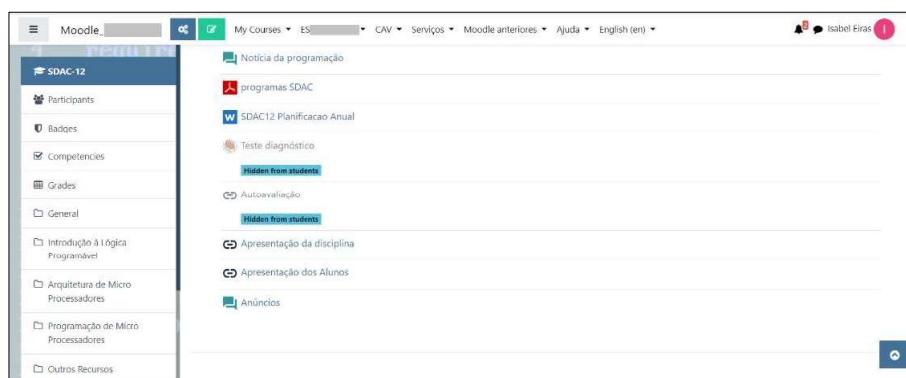 Moodle_
My Courses ES CAV Serviços Moodle anteriores Ajuda English (en)
2
Isabel Eiras
I
SDAC-12
Participants
Badges
Competencies
Grades
General
Introdução à Lógica
Programável
Arquitetura de Micro
Processadores
Programação de Micro
Processadores
Outros Recursos
Notícia da programação
programas SDAC
W SDAC12 Planificacao Anual
Teste diagnóstico
Hidden from students
Autoavaliação
Hidden from students
Apresentação da disciplina
Apresentação dos Alunos
Anúncios